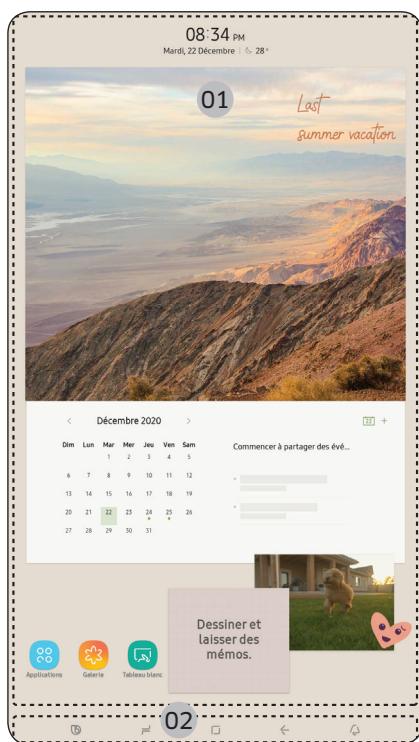 08:34 PM
Mardi, 22 Décembre | 28°
01
Last
summer vacation
< Décembre 2020 >
22 +
Dim Lun Mar Mer Jeu Ven Sam
1 2 3 4 5
6 7 8 9 10 11 12
13 14 15 16 17 18 19
20 21 22 23 24 25 26
27 28 29 30 31
Commencer à partager des évé...
Dessiner et
laisser des
mémos.
Applications Galerie Tableau blanc
02